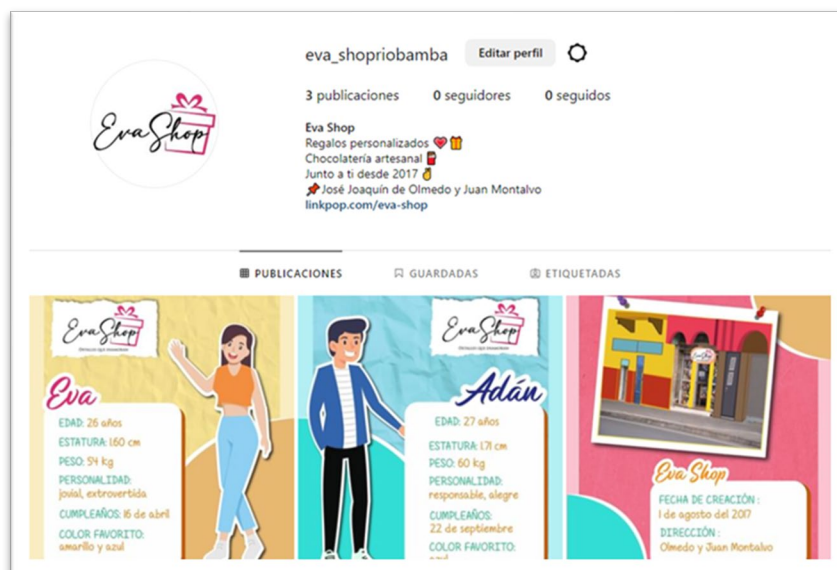 Eva Shop
eva_shopriobamba
Editar perfil
3 publicaciones
0 seguidores
0 seguidos
Eva Shop
Regalos personalizados
Chocolatería artesanal
Junto a ti desde 2017
José Joaquín de Olmedo y Juan Montalvo
linkpop.com/eva-shop
PUBLICACIONES
GUARDADAS
ETIQUETADAS
Eva Shop
Eva
EDAD: 26 años
ESTATURA: 1.60 cm
PESO: 54 kg
PERSONALIDAD:
jovial, extrovertida
CUMPLEAÑOS: 16 de abril
COLOR FAVORITO:
amarillo y azul
Eva Shop
Adán
EDAD: 27 años
ESTATURA: 1.71 cm
PESO: 60 kg
PERSONALIDAD:
responsable, alegre
CUMPLEAÑOS:
22 de septiembre
COLOR FAVORITO:
Eva Shop
Eva Shop
FECHA DE CREACIÓN :
1 de agosto del 2017
DIRECCIÓN :
Olmedo y Juan Montalvo